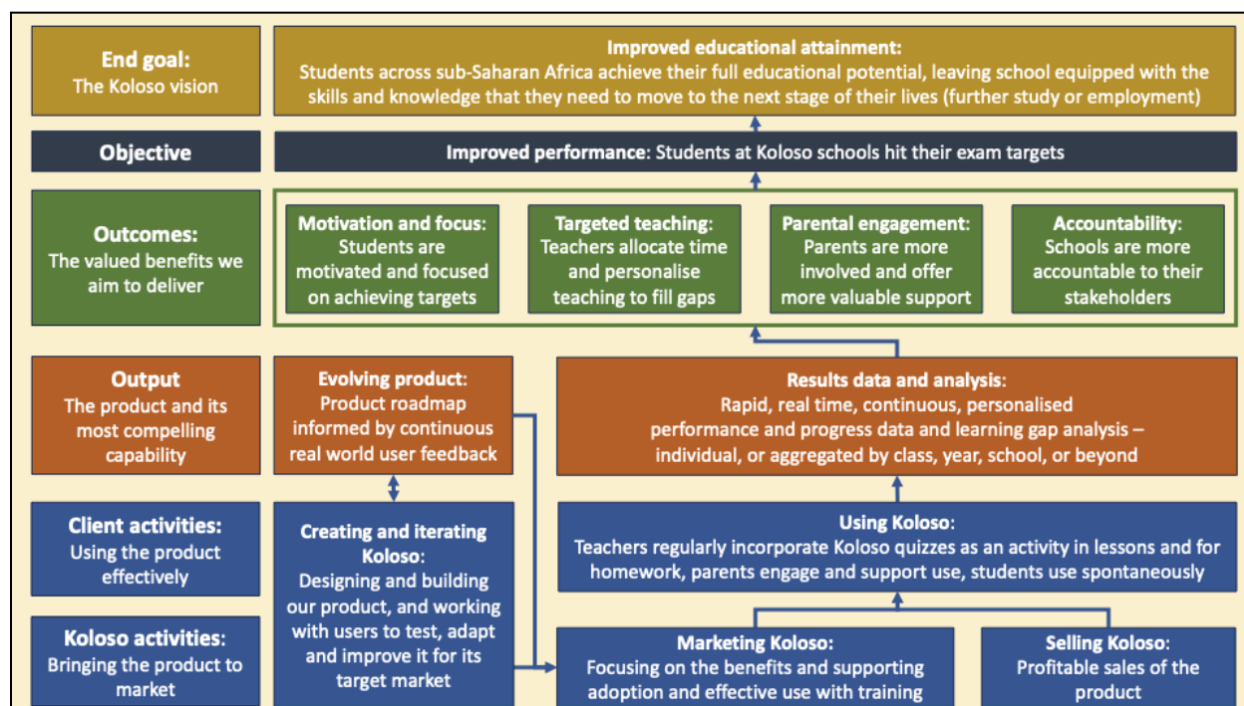 End goal:
The Koloso vision
Improved educational attainment:
Students across sub-Saharan Africa achieve their full educational potential, leaving school equipped with the
skills and knowledge that they need to move to the next stage of their lives (further study or employment)
Objective
Improved performance: Students at Koloso schools hit their exam targets
Outcomes:
The valued benefits we
aim to deliver
Motivation and focus:
Students are
motivated and focused
on achieving targets
Targeted teaching:
Teachers allocate time
and personalise
teaching to fill gaps
Parental engagement:
Parents are more
involved and offer
more valuable support
Accountability:
Schools are more
accountable to their
stakeholders
Output
The product and its
most compelling
capability
Evolving product:
Product roadmap
informed by continuous
real world user feedback
Results data and analysis:
Rapid, real time, continuous, personalised
performance and progress data and learning gap analysis –
individual, or aggregated by class, year, school, or beyond
Client activities:
Using the product
effectively
Creating and iterating
Koloso:
Designing and building
our product, and working
with users to test, adapt
and improve it for its
target market
Using Koloso:
Teachers regularly incorporate Koloso quizzes as an activity in lessons and for
homework, parents engage and support use, students use spontaneously
Koloso activities:
Bringing the product to
market
Marketing Koloso:
Focusing on the benefits and supporting
adoption and effective use with training
Selling Koloso:
Profitable sales of the
product